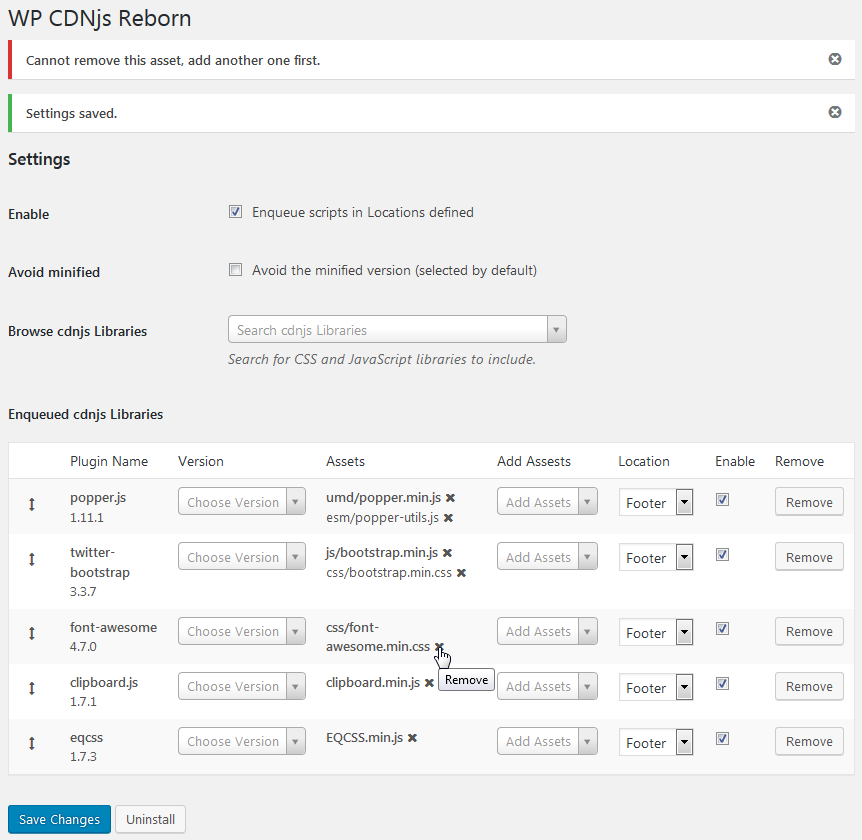 WP CDNjs Reborn
Cannot remove this asset, add another one first.
Settings saved.
Settings
Enable
Enqueue scripts in Locations defined
Avoid minified
Avoid the minified version (selected by default)
Browse cdnjs Libraries
Search cdnjs Libraries
Search for CSS and JavaScript libraries to include.
Enqueued cdnjs Libraries
Plugin Name Version Assets Add Assests Location Enable Remove
popper.js Choose Version umd/popper.min.js Add Assets Footer Remove
1.11.1 esm/popper-utils.js
twitter- Choose Version js/bootstrap.min.js Add Assets Footer Remove
bootstrap css/bootstrap.min.css
3.3.7
font-awesome Choose Version css/font- Add Assets Footer Remove
4.7.0 awesome.min.css
Remove
clipboard.js Choose Version clipboard.min.js Add Assets Footer Remove
1.7.1
eqcss Choose Version EQCSS.min.js Add Assets Footer Remove
1.7.3
Save Changes Uninstall